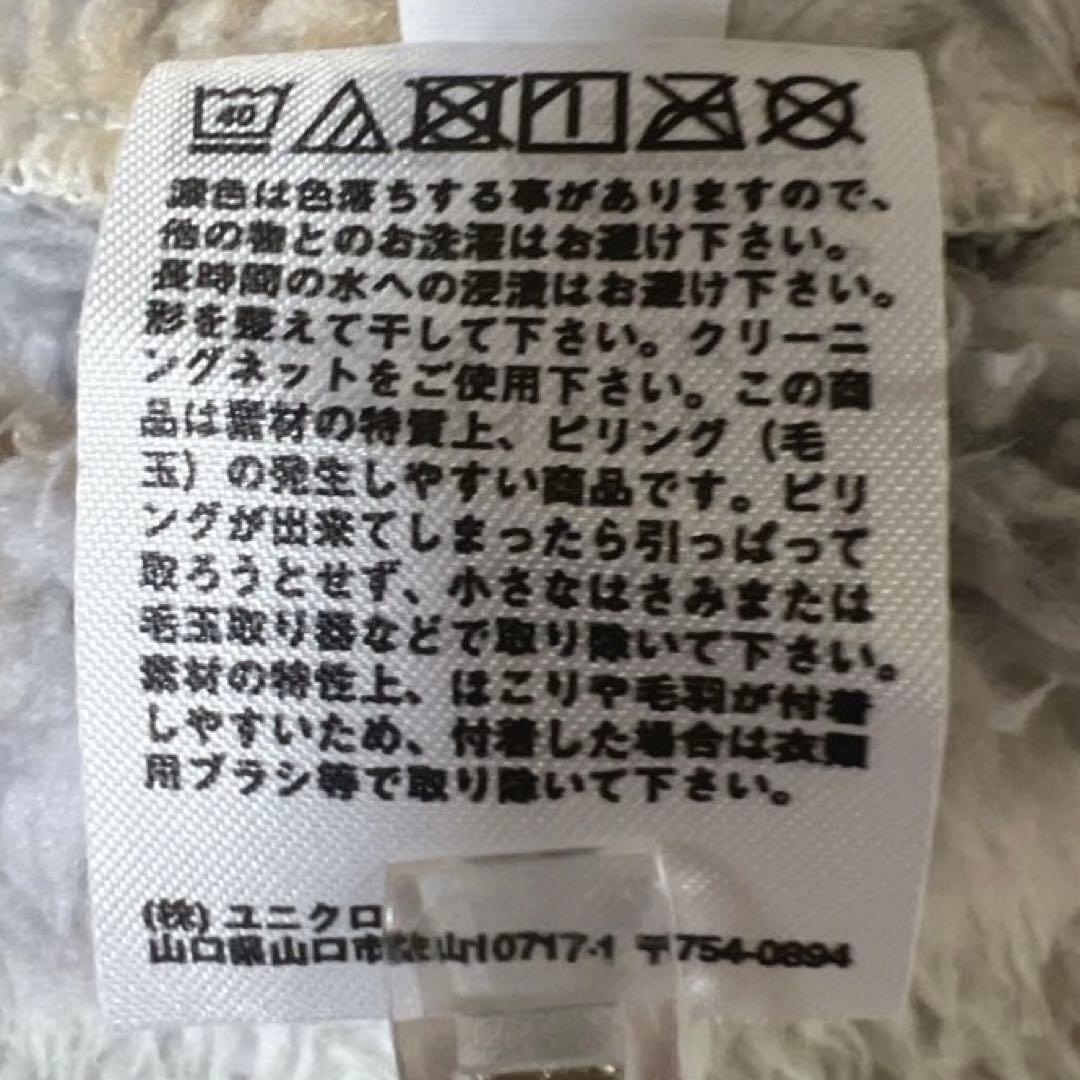 40
濃色は色落ちする事がありますので、
他の物とのお洗濯はお避け下さい。
長時間の水への浸漬はお避け下さい。
形を整えて干して下さい。クリーニ
ングネットをご使用下さい。この商
品は素材の特質上、ピリング（毛
玉）の発生しやすい商品です。ピリ
ングが出来てしまったら引っぱって
取ろうとせず、小さなはさみまたは
毛玉取り器などで取り除いて下さい。
素材の特性上、ほこりや毛羽が付着
しやすいため、付着した場合は衣類
用ブラシ等で取り除いて下さい。
(株) ユニクロ
山口県山口市佐山10717-1 〒754-0894